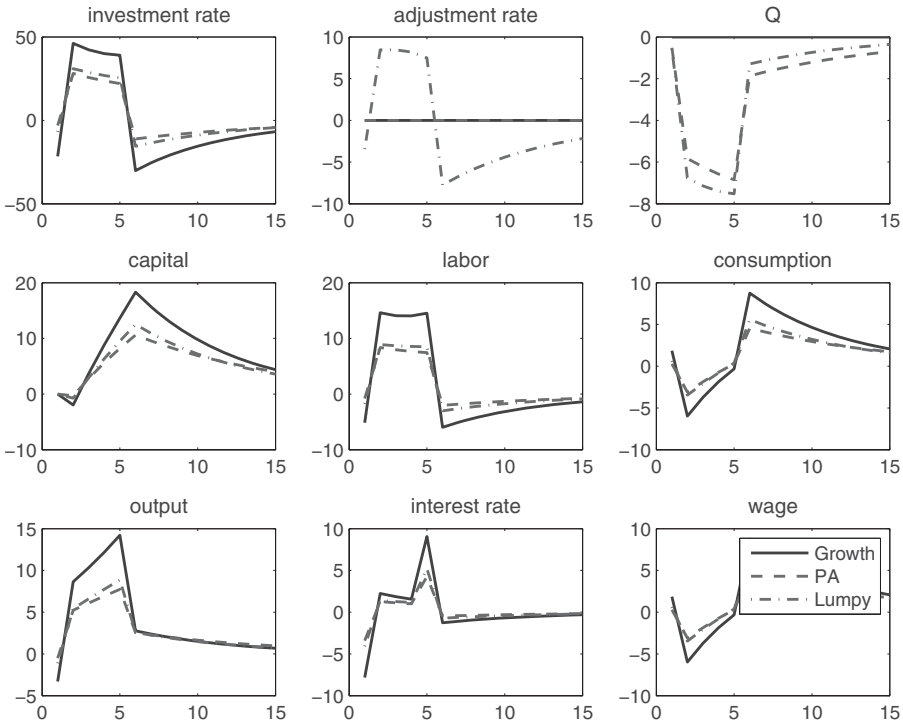 investment rate
adjustment rate
Q
50
0
−50
0 5 10 15
10
5
0
−5
−10
0 5 10 15
0
−2
−4
−6
−8
0 5 10 15
capital
labor
consumption
20
10
0
−10
0 5 10 15
20
10
0
−10
0 5 10 15
10
5
0
−5
−10
0 5 10 15
output
interest rate
wage
15
10
5
0
−5
0 5 10 15
10
5
0
−5
−10
0 5 10 15
10
5
0
−5
−10
0 5 10 15
Growth
PA
Lumpy